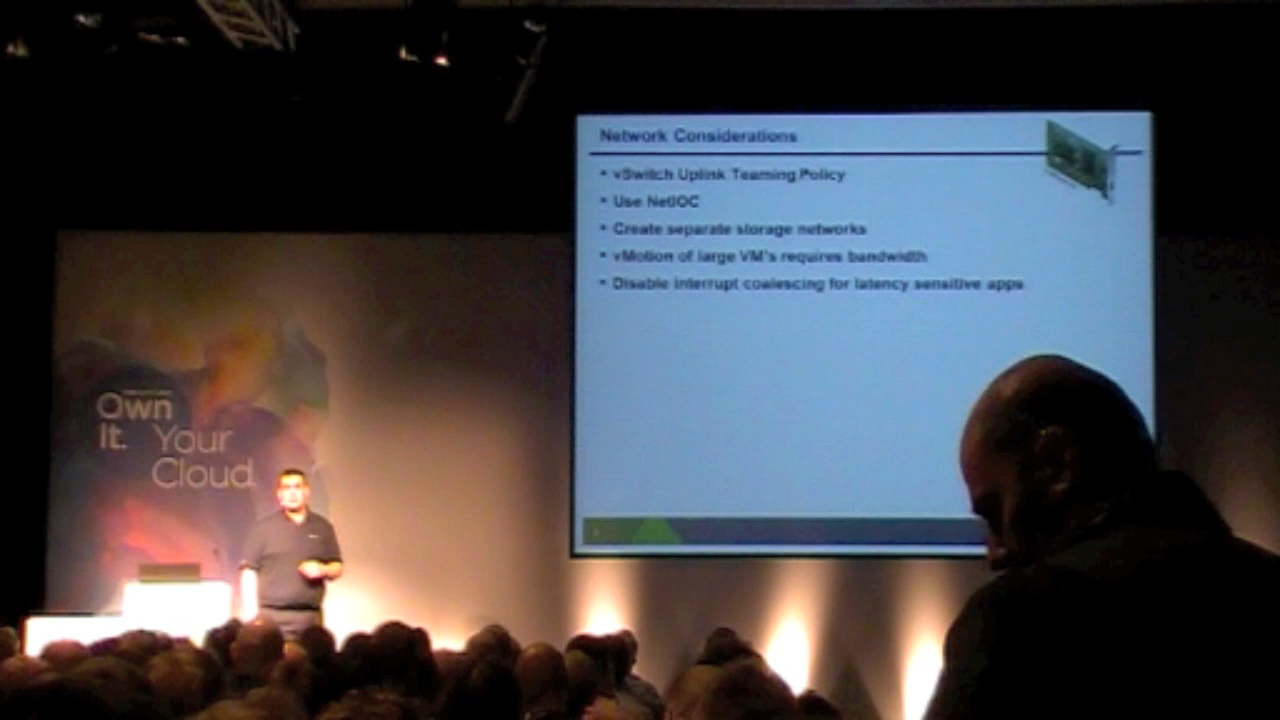 Network Considerations
• vSwitch Uplink Teaming Policy
• Use NetIOC
• Create separate storage networks
• vMotion of large VM's requires bandwidth
• Disable interrupt coalescing for latency sensitive apps
Own
It. Your
Cloud.